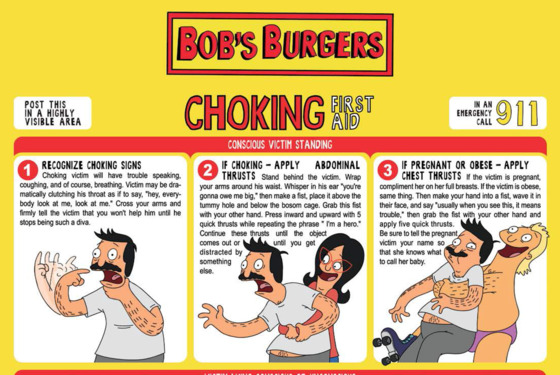 BOB'S BURGERS
POST THIS
IN A HIGHLY
VISIBLE AREA
CHOKING FIRST
AID
IN AN
EMERGENCY
CALL 911
CONSCIOUS VICTIM STANDING
1 RECOGNIZE CHOKING SIGNS
Choking victim will have trouble speaking,
coughing, and of course, breathing. Victim may be dra-
matically clutching his throat as if to say, "hey, every-
body look at me, look at me." Cross your arms and
firmly tell the victim that you won't help him until he
stops being such a diva.
2 IF CHOKING - APPLY ABDOMINAL
THRUSTS Stand behind the victim. Wrap
your arms around his waist. Whisper in his ear "you're
gonna owe me big," then make a fist, place it above the
tummy hole and below the bosom cage. Grab this fist
with your other hand. Press inward and upward with 5
quick thrusts while repeating the phrase " I'm a hero."
Continue these thrusts until the object
comes out or until you get
distracted by
something
else.
3 IF PREGNANT OR OBESE - APPLY
CHEST THRUSTS If the victim is pregnant,
compliment her on her full breasts. If the victim is obese,
same thing. Then make your hand into a fist, wave it in
their face, and say "usually when you see this, it means
trouble," then grab the fist with your other hand and
apply five quick thrusts.
Be sure to tell the pregnant
victim your name so
that she knows what
to call her baby.